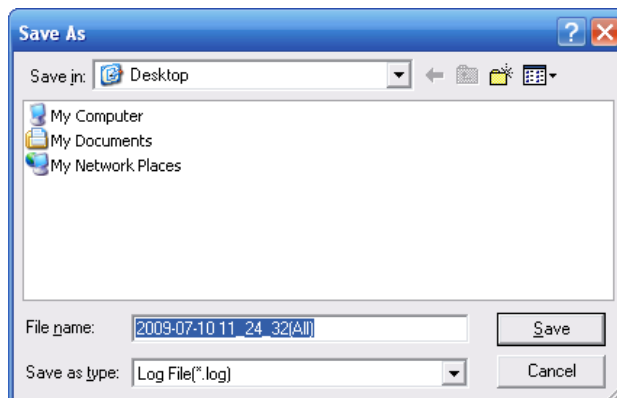 Save As
Save in: Desktop
My Computer
My Documents
My Network Places
File name: 2009-07-10 11_24_32(All) Save
Save as type: Log File(*.log) Cancel